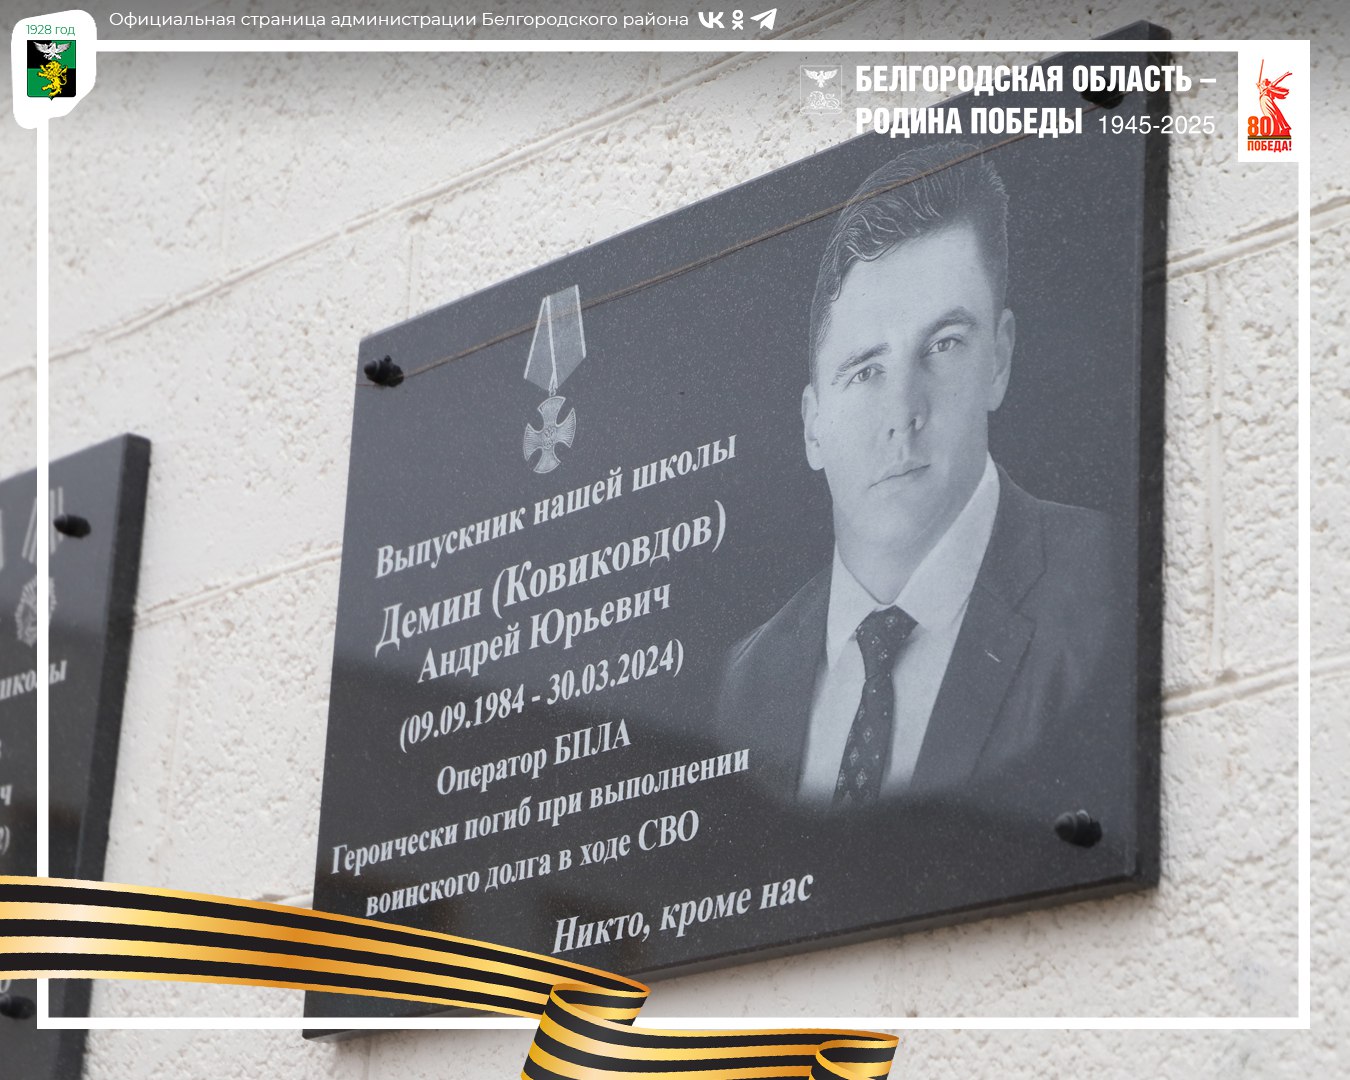 Официальная страница администрации Белгородского района
1928 год
БЕЛГОРОДСКАЯ ОБЛАСТЬ –
РОДИНА ПОБЕДЫ 1945-2025
80
ПОБЕДА!
Выпускник нашей школы
Демин (Ковиковдов)
Андрей Юрьевич
(09.09.1984 - 30.03.2024)
Оператор БПЛА
Героически погиб при выполнении
воинского долга в ходе СВО
Никто, кроме нас
школы